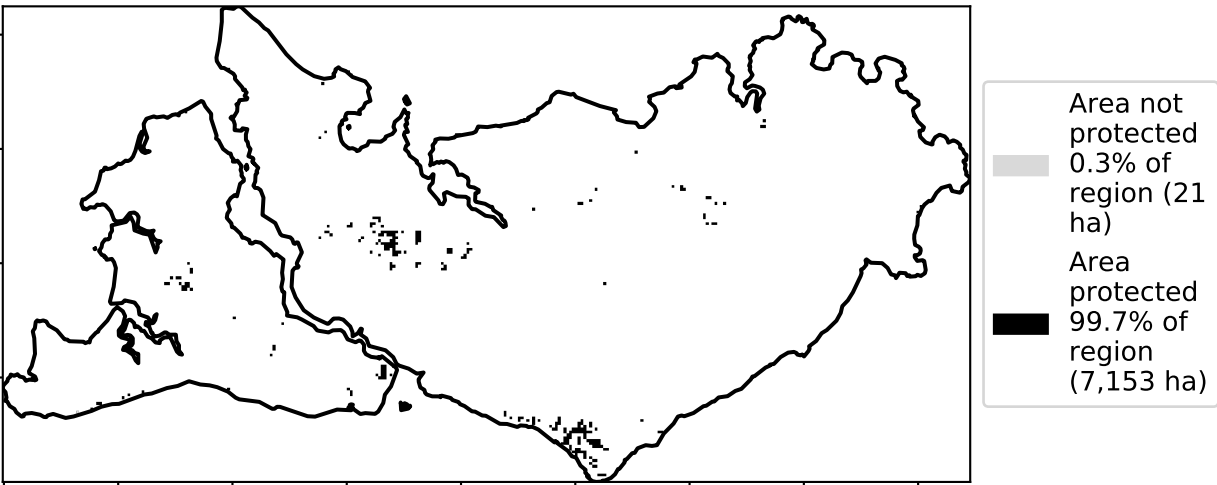 Area not
protected
0.3% of
region (21
ha)
Area
protected
99.7% of
region
(7,153 ha)